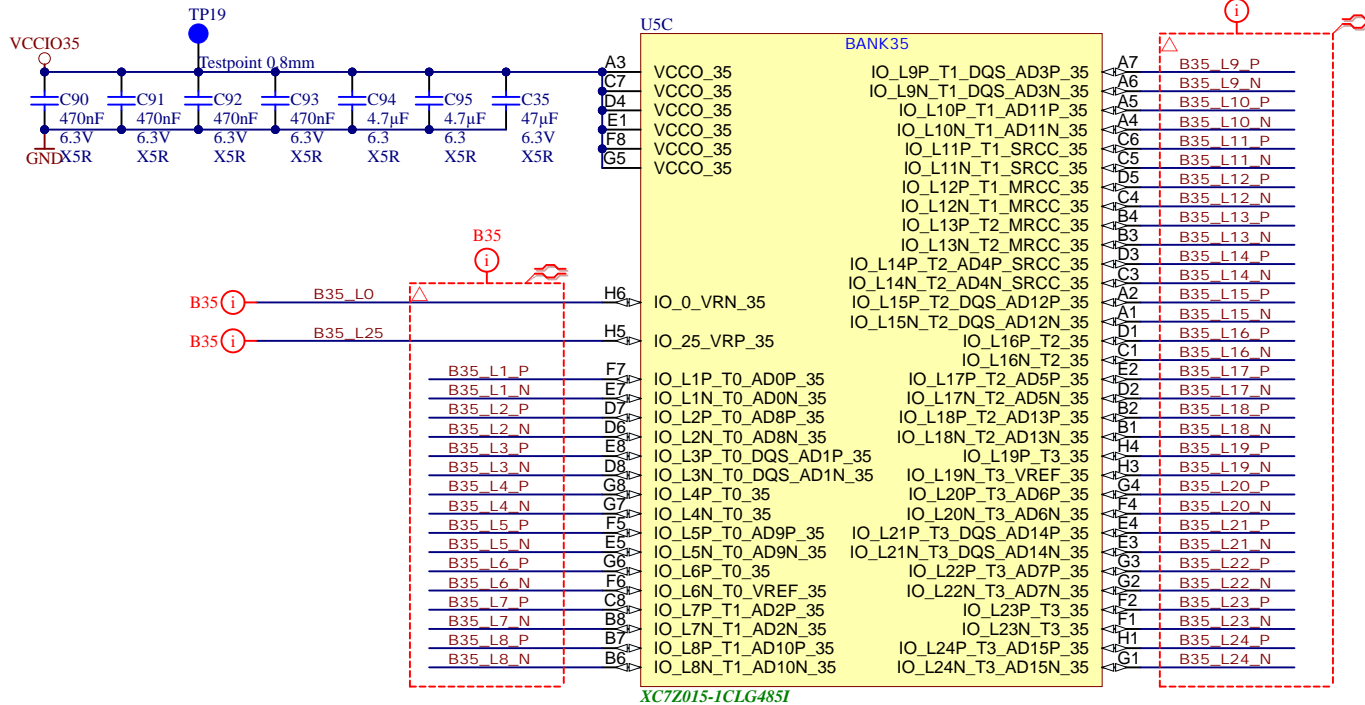 TP19
VCCIO35
Testpoint 0.8mm
C90
470nF
6.3V
X5R
C91
470nF
6.3V
X5R
C92
470nF
6.3V
X5R
C93
470nF
6.3V
X5R
C94
4.7µF
6.3
X5R
C95
4.7µF
6.3
X5R
C35
47µF
6.3V
X5R
GND
U5C
BANK35
A3 VCCO_35
C7 VCCO_35
D4 VCCO_35
E1 VCCO_35
F8 VCCO_35
G5 VCCO_35
B35
i
B35 i B35_L0 H6 IO_0_VRN_35
B35 i B35_L25 H5 IO_25_VRP_35
B35_L1_P F7 IO_L1P_T0_AD0P_35
B35_L1_N E7 IO_L1N_T0_AD0N_35
B35_L2_P D7 IO_L2P_T0_AD8P_35
B35_L2_N D6 IO_L2N_T0_AD8N_35
B35_L3_P E8 IO_L3P_T0_DQS_AD1P_35
B35_L3_N D8 IO_L3N_T0_DQS_AD1N_35
B35_L4_P G8 IO_L4P_T0_35
B35_L4_N G7 IO_L4N_T0_35
B35_L5_P F5 IO_L5P_T0_AD9P_35
B35_L5_N E5 IO_L5N_T0_AD9N_35
B35_L6_P G6 IO_L6P_T0_35
B35_L6_N F6 IO_L6N_T0_VREF_35
B35_L7_P C8 IO_L7P_T1_AD2P_35
B35_L7_N B8 IO_L7N_T1_AD2N_35
B35_L8_P B7 IO_L8P_T1_AD10P_35
B35_L8_N B6 IO_L8N_T1_AD10N_35
i
IO_L9P_T1_DQS_AD3P_35 A7 B35_L9_P
IO_L9N_T1_DQS_AD3N_35 A6 B35_L9_N
IO_L10P_T1_AD11P_35 A5 B35_L10_P
IO_L10N_T1_AD11N_35 A4 B35_L10_N
IO_L11P_T1_SRCC_35 C6 B35_L11_P
IO_L11N_T1_SRCC_35 C5 B35_L11_N
IO_L12P_T1_MRCC_35 D5 B35_L12_P
IO_L12N_T1_MRCC_35 C4 B35_L12_N
IO_L13P_T2_MRCC_35 B4 B35_L13_P
IO_L13N_T2_MRCC_35 B3 B35_L13_N
IO_L14P_T2_AD4P_SRCC_35 D3 B35_L14_P
IO_L14N_T2_AD4N_SRCC_35 C3 B35_L14_N
IO_L15P_T2_DQS_AD12P_35 A2 B35_L15_P
IO_L15N_T2_DQS_AD12N_35 A1 B35_L15_N
IO_L16P_T2_35 D1 B35_L16_P
IO_L16N_T2_35 C1 B35_L16_N
IO_L17P_T2_AD5P_35 E2 B35_L17_P
IO_L17N_T2_AD5N_35 D2 B35_L17_N
IO_L18P_T2_AD13P_35 B2 B35_L18_P
IO_L18N_T2_AD13N_35 B1 B35_L18_N
IO_L19P_T3_35 H4 B35_L19_P
IO_L19N_T3_VREF_35 H3 B35_L19_N
IO_L20P_T3_AD6P_35 G4 B35_L20_P
IO_L20N_T3_AD6N_35 F4 B35_L20_N
IO_L21P_T3_DQS_AD14P_35 E4 B35_L21_P
IO_L21N_T3_DQS_AD14N_35 E3 B35_L21_N
IO_L22P_T3_AD7P_35 G3 B35_L22_P
IO_L22N_T3_AD7N_35 G2 B35_L22_N
IO_L23P_T3_35 F2 B35_L23_P
IO_L23N_T3_35 F1 B35_L23_N
IO_L24P_T3_AD15P_35 H1 B35_L24_P
IO_L24N_T3_AD15N_35 G1 B35_L24_N
XC7Z015-1CLG485I